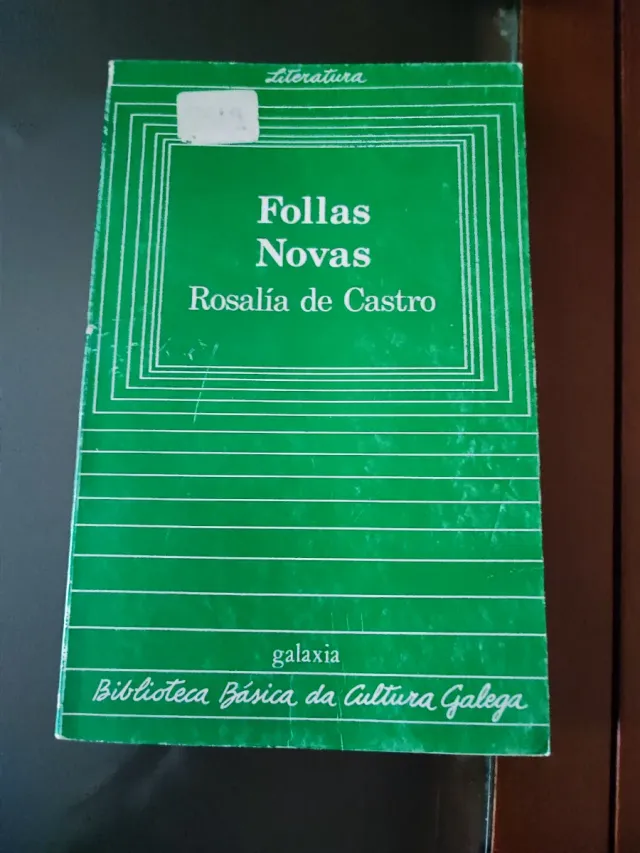 Literatura
Follas
Novas
Rosalía de Castro
galaxia
Biblioteca Básica da Cultura Galega